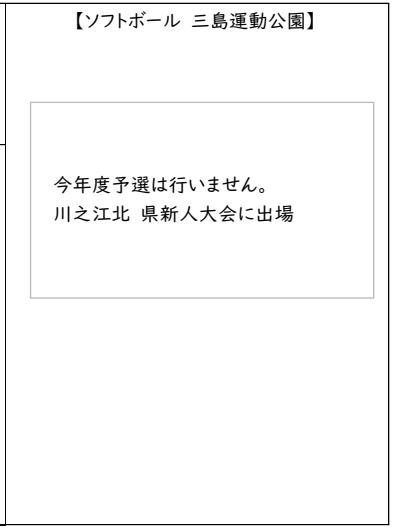 【ソフトボール 三島運動公園】
今年度予選は行いません。
川之江北 県新人大会に出場